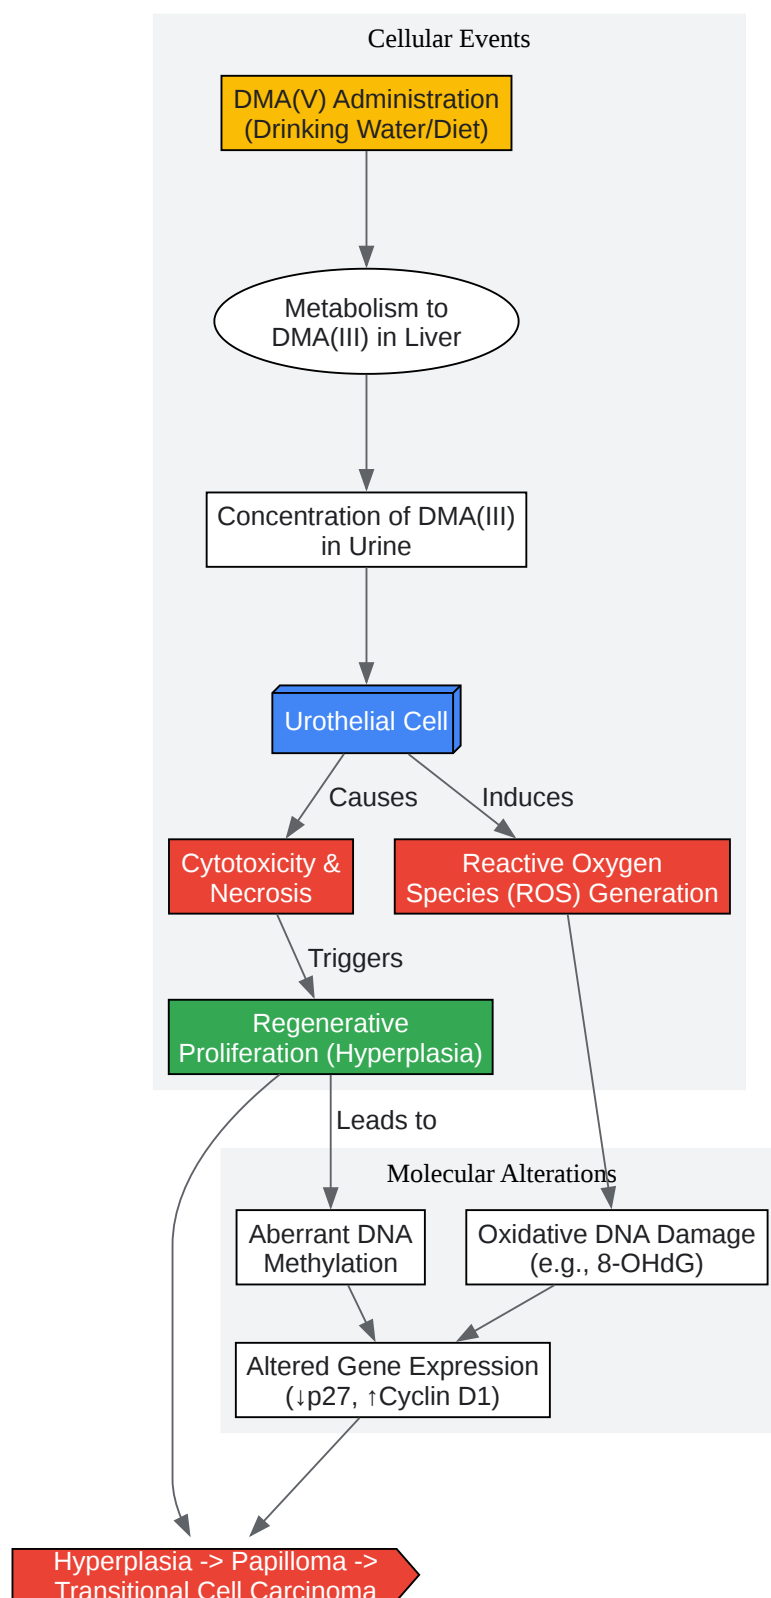 Cellular Events
DMA(V) Administration
(Drinking Water/Diet)
Metabolism to
DMA(III) in Liver
Concentration of DMA(III)
in Urine
Urothelial Cell
Causes
Induces
Cytotoxicity &
Necrosis
Reactive Oxygen
Species (ROS) Generation
Triggers
Regenerative
Proliferation (Hyperplasia)
Leads to
Molecular Alterations
Aberrant DNA
Methylation
Oxidative DNA Damage
(e.g., 8-OHdG)
Altered Gene Expression
(↓p27, ↑Cyclin D1)
Hyperplasia -> Papilloma ->
Transitional Cell Carcinoma